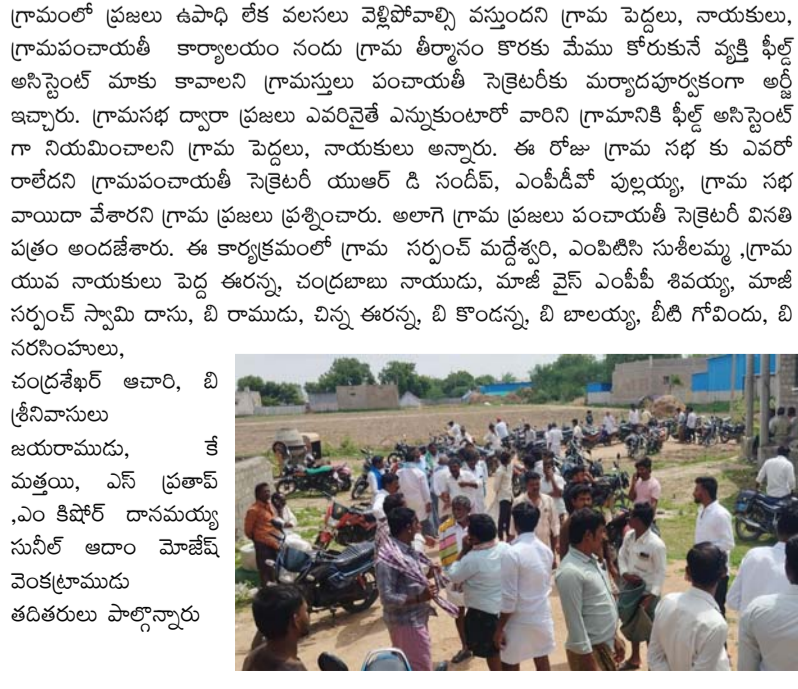 గ్రామంలో ప్రజలు ఉపాధి లేక వలసలు వెళ్లిపోవాల్సి వస్తుందని గ్రామ పెద్దలు, నాయకులు,
గ్రామపంచాయతీ కార్యాలయం నందు గ్రామ తీర్మానం కొరకు మేము కోరుకునే వ్యక్తి ఫీల్డ్
అసిస్టెంట్ మాకు కావాలని గ్రామస్తులు పంచాయతీ సెక్రెటరీకు మర్యాదపూర్వకంగా అర్జీ
ఇచ్చారు. గ్రామసభ ద్వారా ప్రజలు ఎవరినైతే ఎన్నుకుంటారో వారిని గ్రామానికి ఫీల్డ్ అసిస్టెంట్
గా నియమించాలని గ్రామ పెద్దలు, నాయకులు అన్నారు. ఈ రోజు గ్రామ సభ కు ఎవరో
రాలేదని గ్రామపంచాయతీ సెక్రెటరీ యుఆర్ డి సందీప్, ఎంపీడీవో పుల్లయ్య, గ్రామ సభ
వాయిదా వేశారని గ్రామ ప్రజలు ప్రశ్నించారు. అలాగె గ్రామ ప్రజలు పంచాయతీ సెక్రెటరీ వినతి
పత్రం అందజేశారు. ఈ కార్యక్రమంలో గ్రామ సర్పంచ్ మద్దేశ్వరి, ఎంపిటిసి సుశీలమ్మ ,గ్రామ
యువ నాయకులు పెద్ద ఈరన్న, చంద్రబాబు నాయుడు, మాజీ వైస్ ఎంపీపీ శివయ్య, మాజీ
సర్పంచ్ స్వామి దాసు, బి రాముడు, చిన్న ఈరన్న, బి కొండన్న, బి బాలయ్య, బీటి గోవిందు, బి
నరసింహులు,
చంద్రశేఖర్ ఆచారి, బి
శ్రీనివాసులు
జయరాముడు, కే
మత్తయి, ఎస్ ప్రతాప్
,ఎం కిషోర్ దానమయ్య
సునీల్ ఆదాం మోజేష్
వెంకట్రాముడు
తదితరులు పాల్గొన్నారు